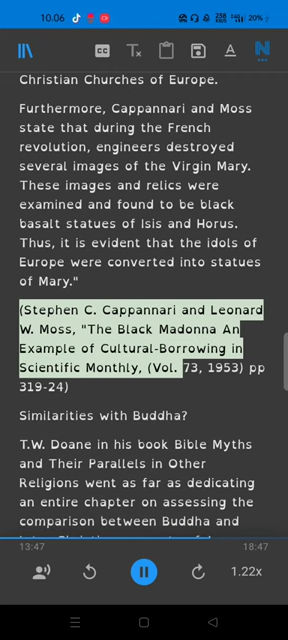 10.06
20%
CC
A
Christian Churches of Europe.
Furthermore, Cappannari and Moss
state that during the French
revolution, engineers destroyed
several images of the Virgin Mary.
These images and relics were
examined and found to be black
basalt statues of Isis and Horus.
Thus, it is evident that the idols of
Europe were converted into statues
of Mary."
(Stephen C. Cappannari and Leonard
W. Moss, "The Black Madonna An
Example of Cultural-Borrowing in
Scientific Monthly, (Vol. 73, 1953) pp
319-24)
Similarities with Buddha?
T.W. Doane in his book Bible Myths
and Their Parallels in Other
Religions went as far as dedicating
an entire chapter on assessing the
comparison between Buddha and
13:47
18:47
1.22x